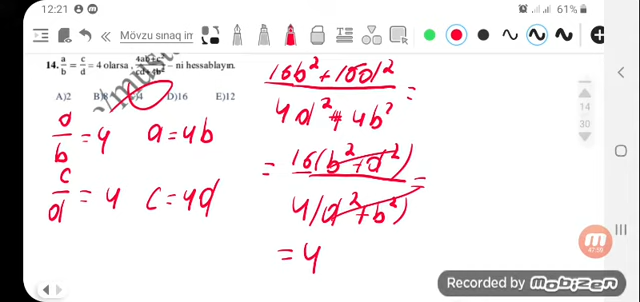 12:21
61%
Mövzu sınaq im
14. a/b = c/d = 4 olarsa, (4ab+c²)/(cd+4b²) – ni hesablayın.
A)2 B)8 C)4 D)16 E)12
a/b = 4 a = 4b
c/d = 4 c = 4d
(16b² + 16d²)/(4d² + 4b²) =
= 16(b² + d²)/4(d² + b²) =
= 4
14
30
47:58
Recorded by mobizen